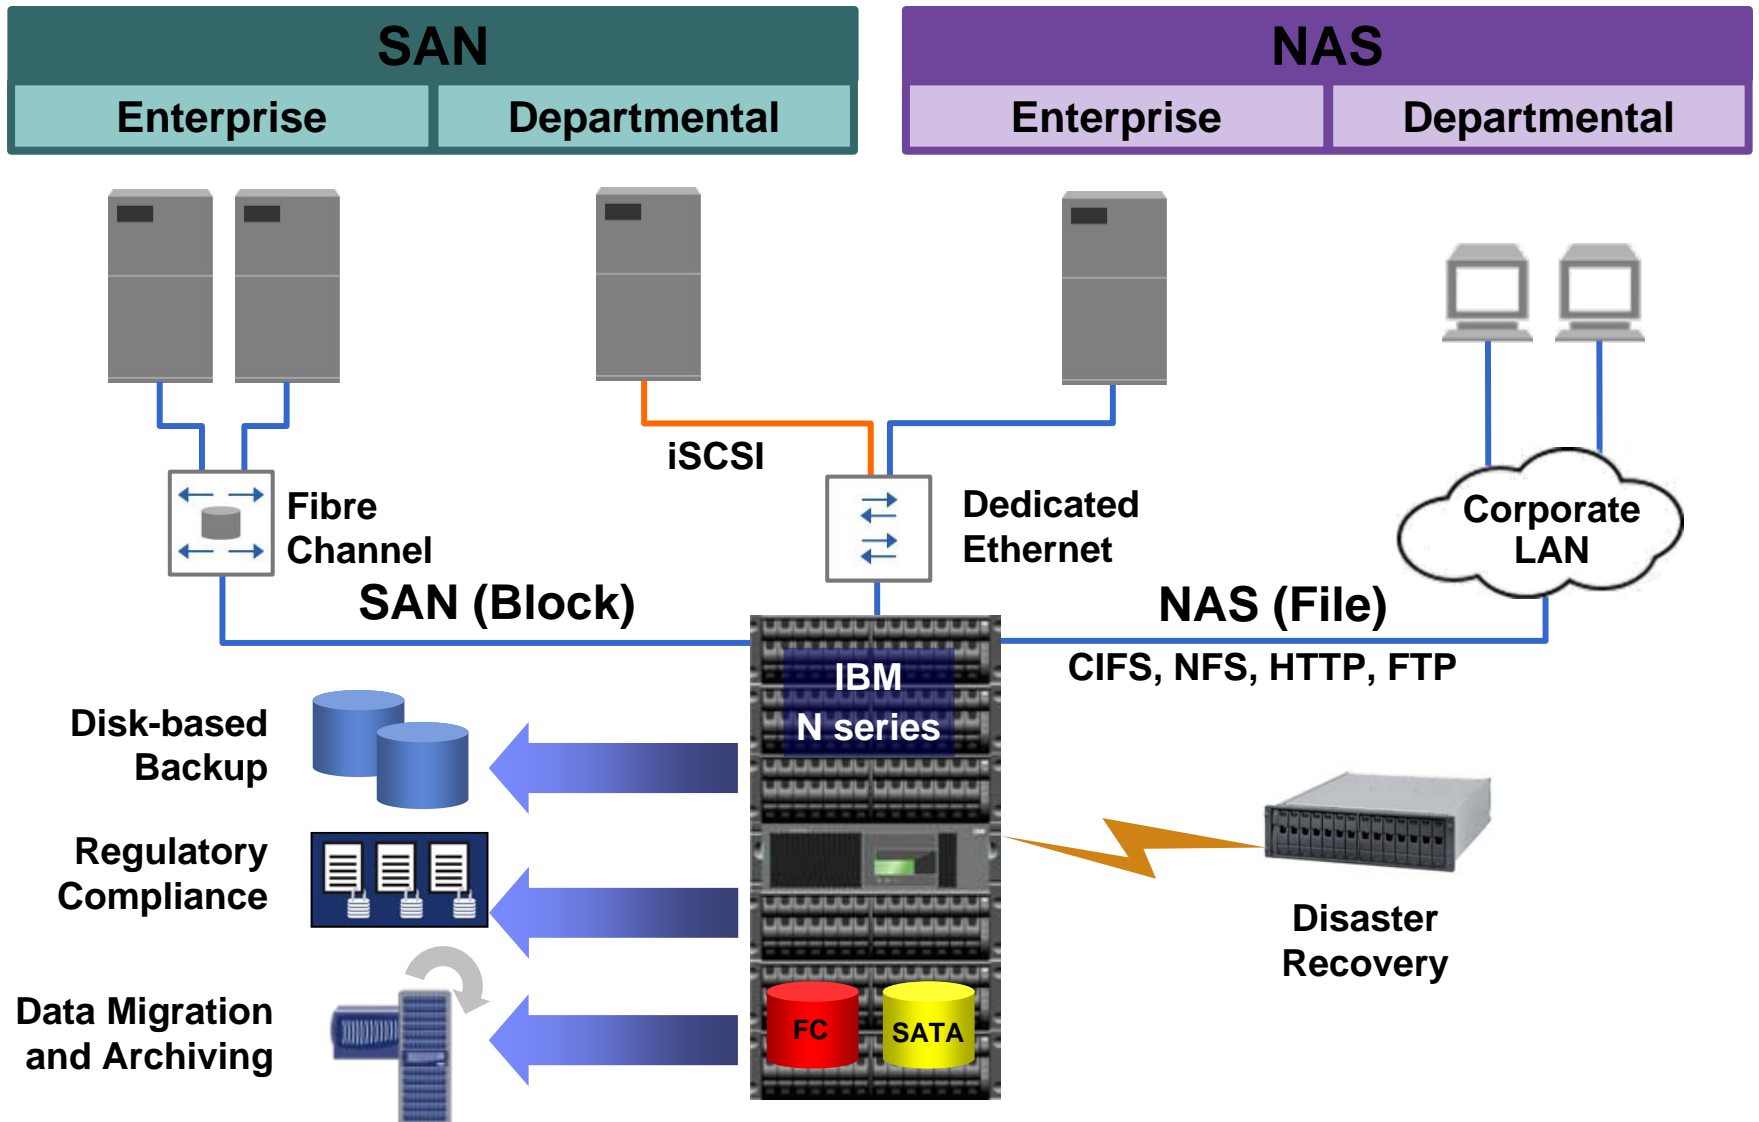 SAN
NAS
Enterprise
Departmental
Enterprise
Departmental
iSCSI
Fibre
Channel
Dedicated
Ethernet
Corporate
LAN
SAN (Block)
NAS (File)
CIFS, NFS, HTTP, FTP
IBM
N series
Disk-based
Backup
Regulatory
Compliance
Disaster
Recovery
Data Migration
and Archiving
FC
SATA